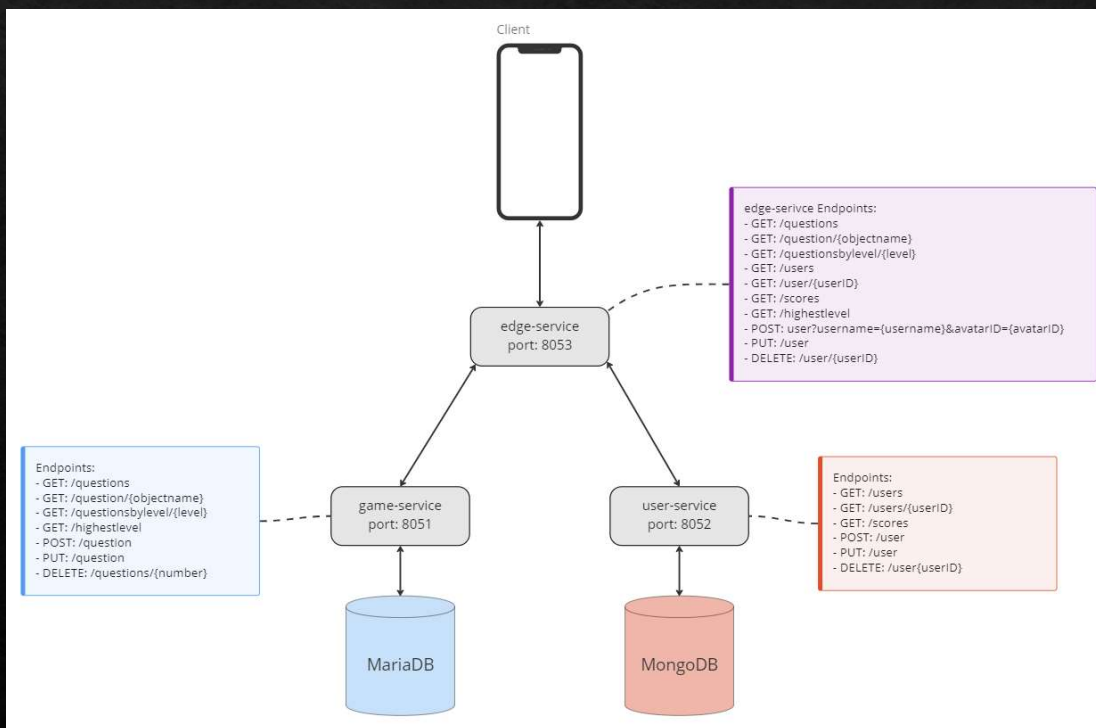 Client
edge-serivce Endpoints:
- GET: /questions
- GET: /question/{objectname}
- GET: /questionsbylevel/{level}
- GET: /users
- GET: /user/{userID}
- GET: /scores
- GET: /highestlevel
- POST: user?username={username}&avatarID={avatarID}
- PUT: /user
- DELETE: /user/{userID}
edge-service
port: 8053
Endpoints:
- GET: /questions
- GET: /question/{objectname}
- GET: /questionsbylevel/{level}
- GET: /highestlevel
- POST: /question
- PUT: /question
- DELETE: /questions/{number}
game-service
port: 8051
user-service
port: 8052
Endpoints:
- GET: /users
- GET: /users/{userID}
- GET: /scores
- POST: /user
- PUT: /user
- DELETE: /user{userID}
MariaDB
MongoDB